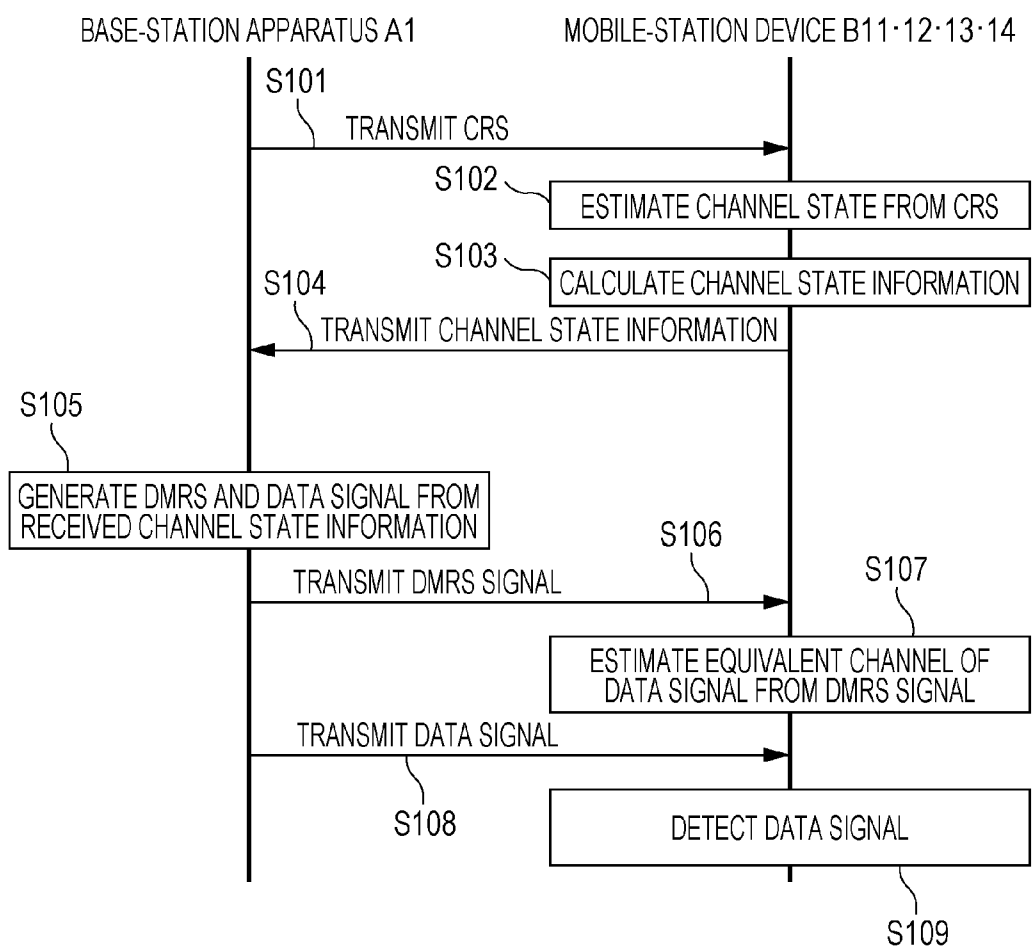 BASE-STATION APPARATUS A1
MOBILE-STATION DEVICE B11·12·13·14
S101
TRANSMIT CRS
S102
ESTIMATE CHANNEL STATE FROM CRS
S103
CALCULATE CHANNEL STATE INFORMATION
S104
TRANSMIT CHANNEL STATE INFORMATION
S105
GENERATE DMRS AND DATA SIGNAL FROM
RECEIVED CHANNEL STATE INFORMATION
S106
TRANSMIT DMRS SIGNAL
S107
ESTIMATE EQUIVALENT CHANNEL OF
DATA SIGNAL FROM DMRS SIGNAL
TRANSMIT DATA SIGNAL
S108
DETECT DATA SIGNAL
S109